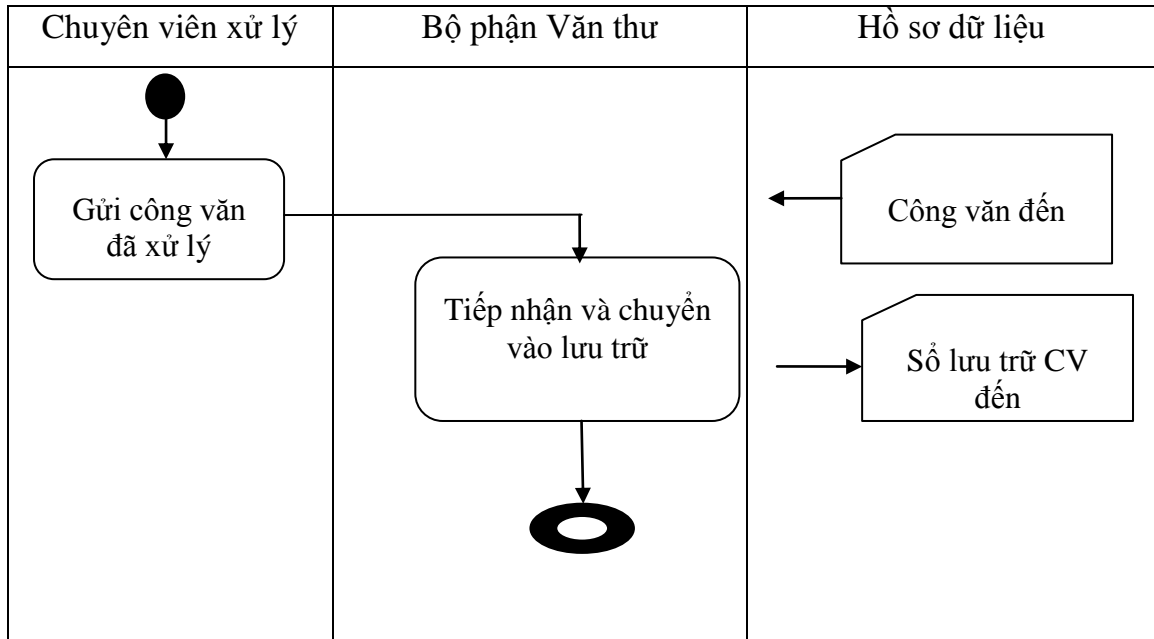 Chuyên viên xử lý
Bộ phận Văn thư
Hồ sơ dữ liệu
Gửi công văn
đã xử lý
Công văn đến
Tiếp nhận và chuyển
vào lưu trữ
Sổ lưu trữ CV
đến